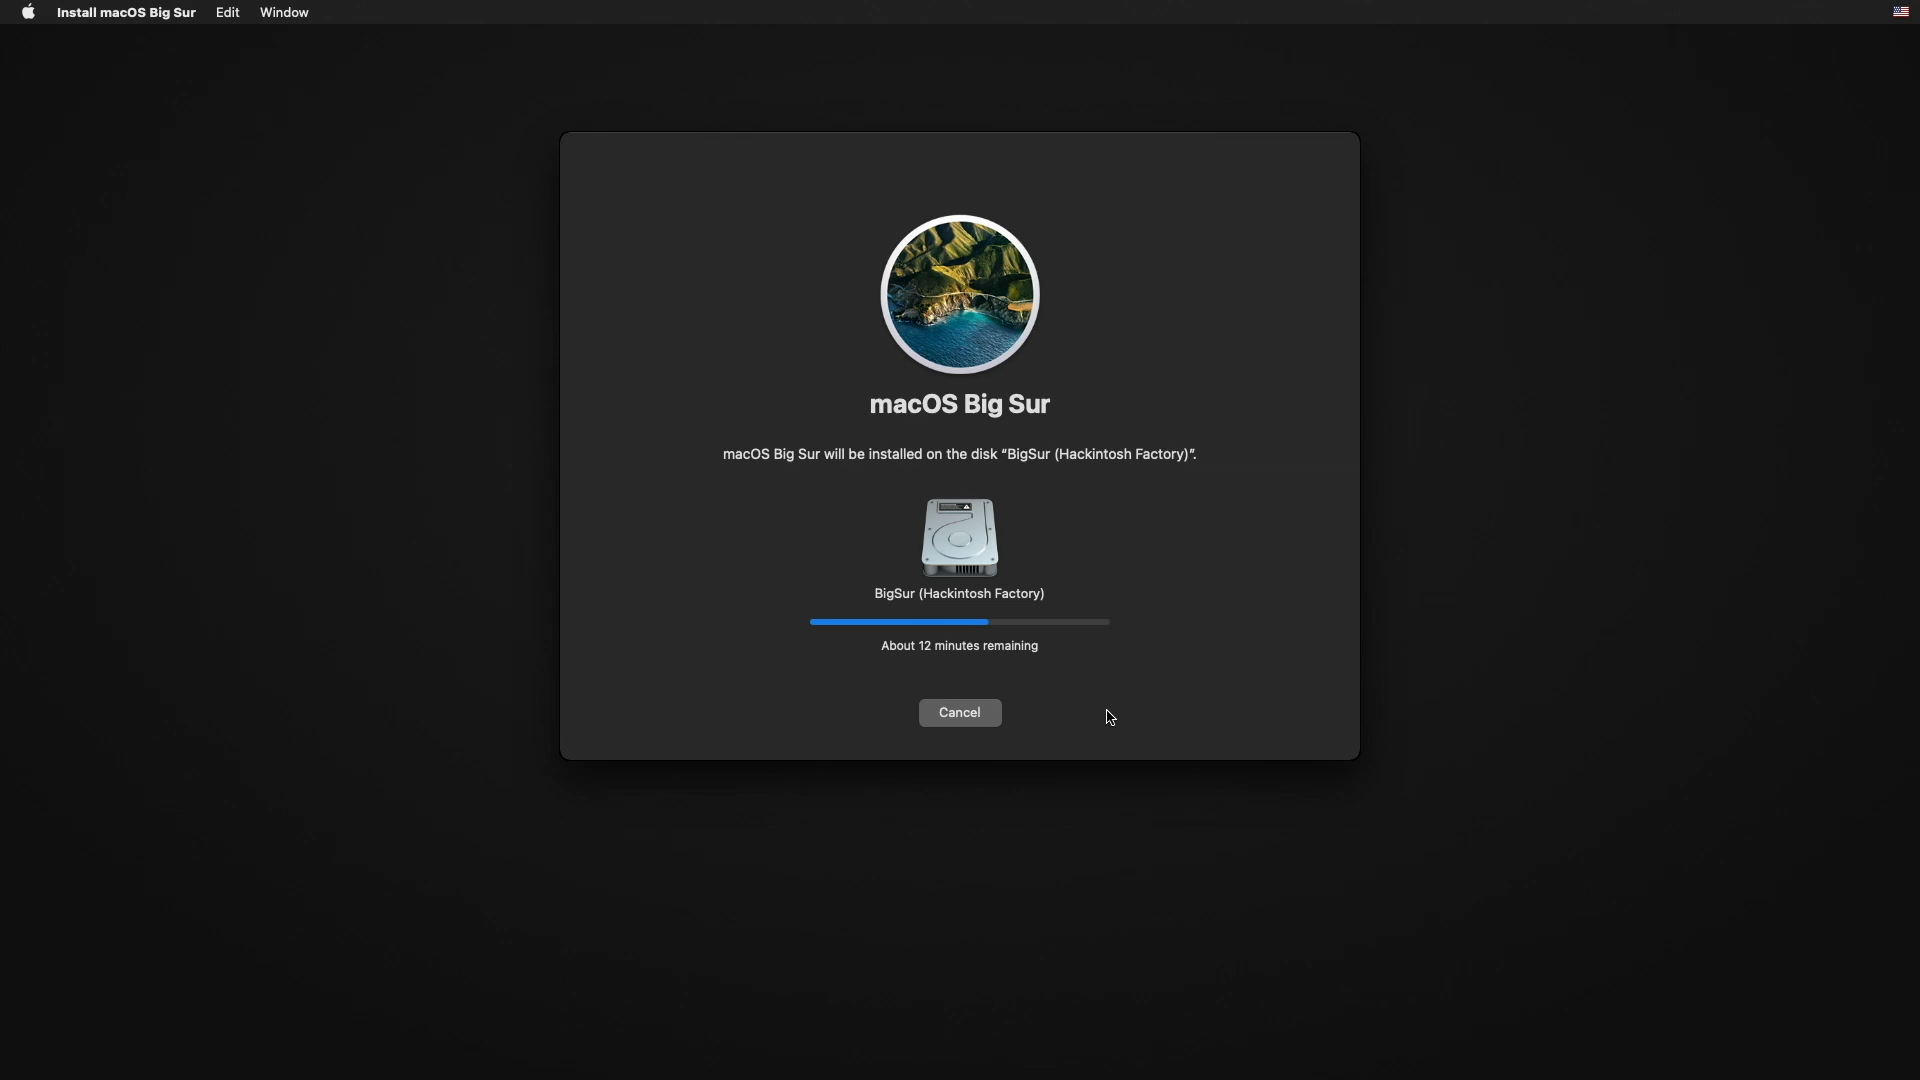 Install macOS Big Sur Edit Window
macOS Big Sur
macOS Big Sur will be installed on the disk “BigSur (Hackintosh Factory)”.
BigSur (Hackintosh Factory)
About 12 minutes remaining
Cancel